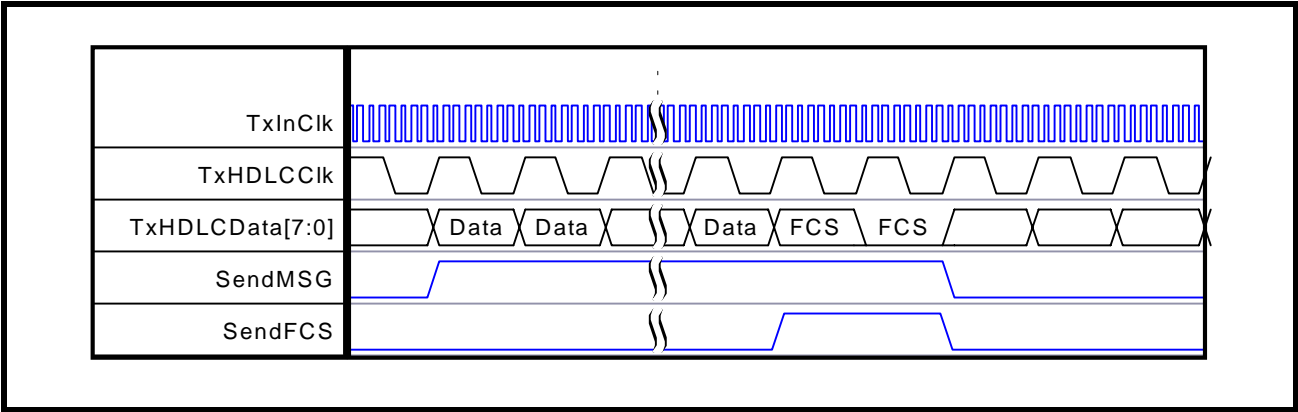 TxInClk
TxHDLCClk
TxHDLCData[7:0] Data Data Data FCS FCS
SendMSG
SendFCS